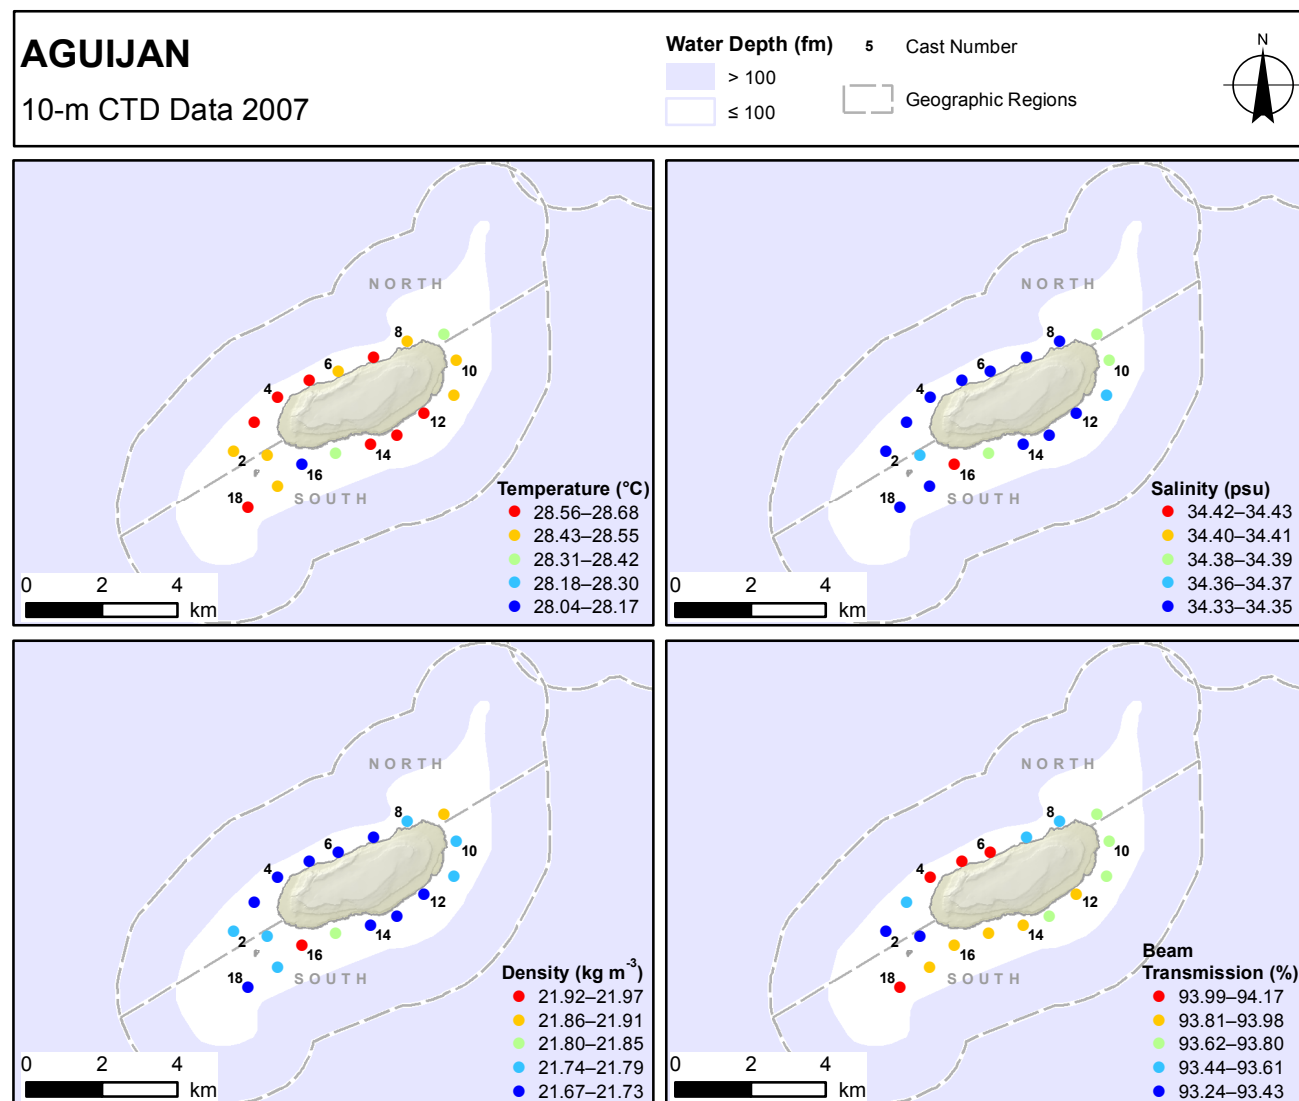 AGUIJAN
10-m CTD Data 2007
Water Depth (fm)
> 100
≤ 100
5 Cast Number
Geographic Regions
N
NORTH
8
6
10
4
12
14
2
16
18
SOUTH
Temperature (°C)
28.56–28.68
28.43–28.55
28.31–28.42
28.18–28.30
28.04–28.17
0 2 4
km
NORTH
8
6
10
4
12
14
2
16
18
SOUTH
Salinity (psu)
34.42–34.43
34.40–34.41
34.38–34.39
34.36–34.37
34.33–34.35
0 2 4
km
NORTH
8
6
10
4
12
14
2
16
18
SOUTH
Density (kg m⁻³)
21.92–21.97
21.86–21.91
21.80–21.85
21.74–21.79
21.67–21.73
0 2 4
km
NORTH
8
6
10
4
12
14
2
16
18
SOUTH
Beam
Transmission (%)
93.99–94.17
93.81–93.98
93.62–93.80
93.44–93.61
93.24–93.43
0 2 4
km